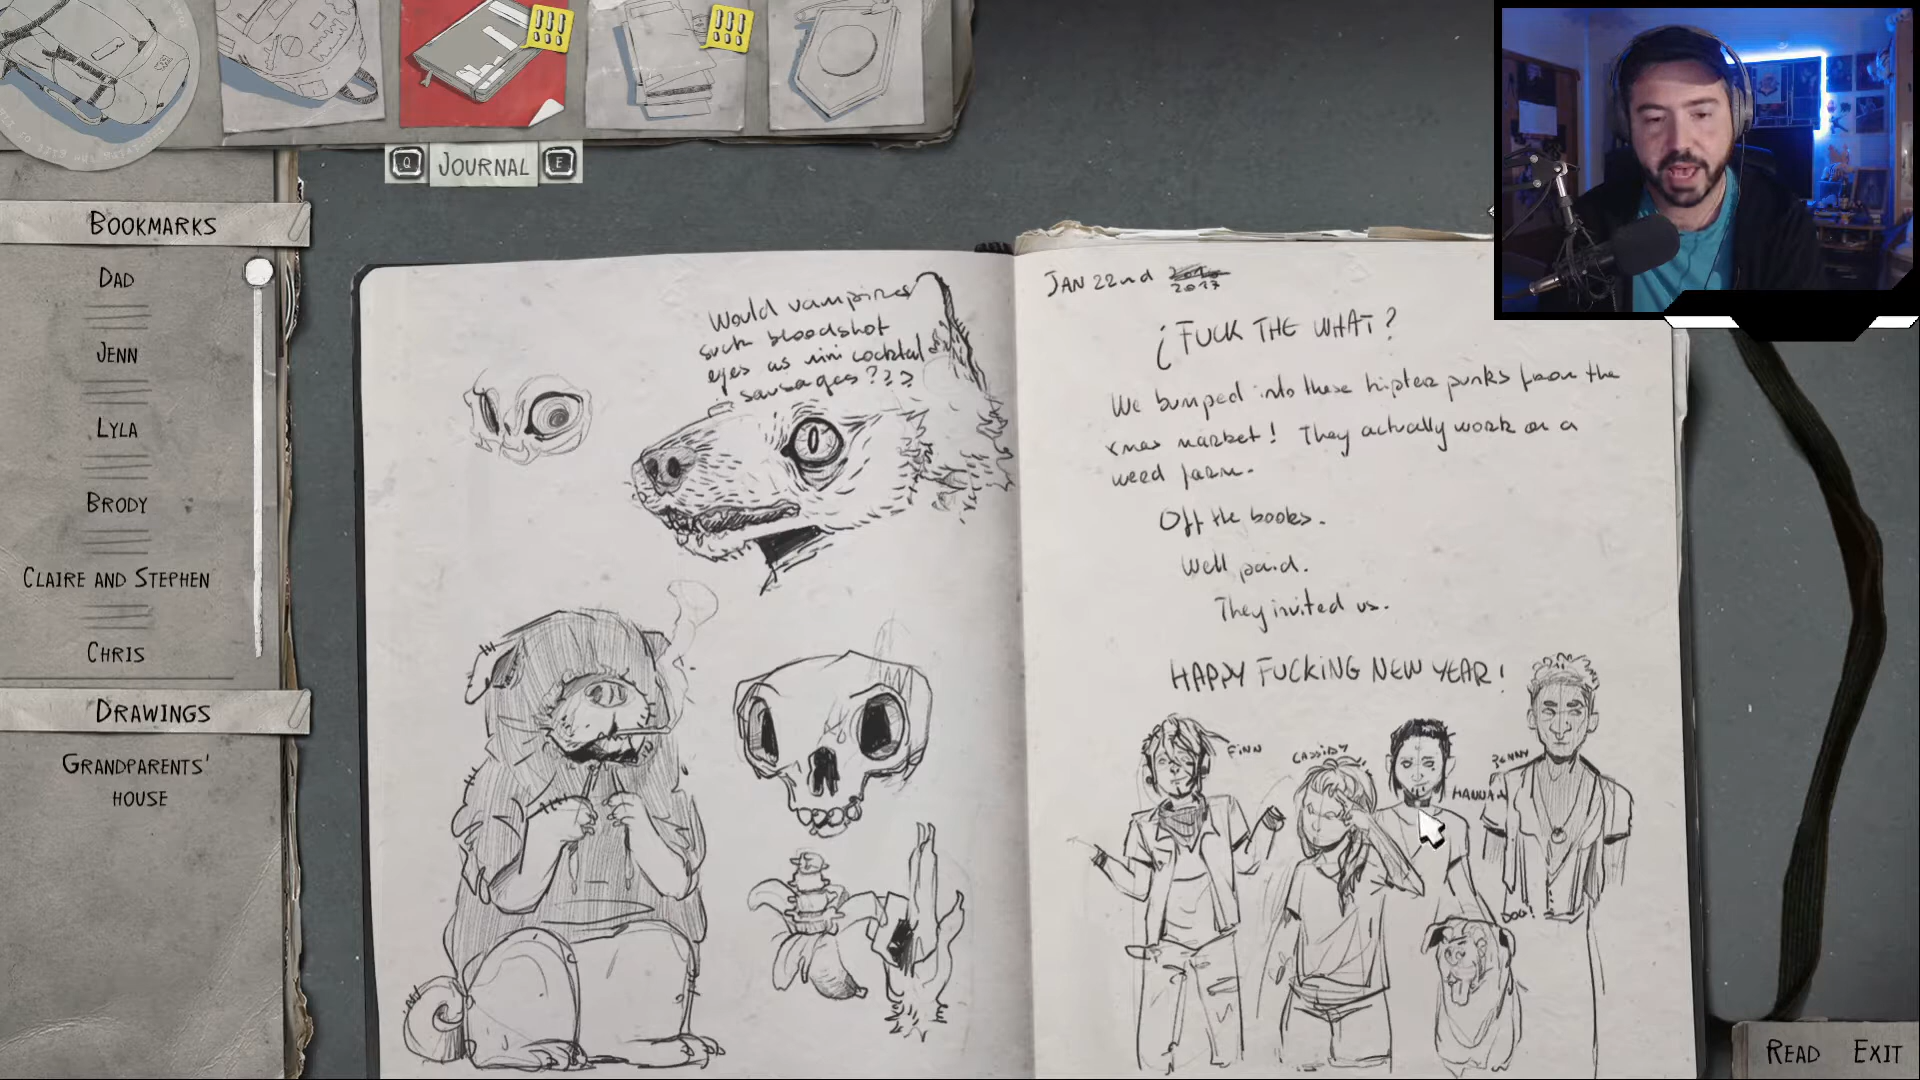 Q JOURNAL E
BOOKMARKS
DAD
JENN
LYLA
BRODY
CLAIRE AND STEPHEN
CHRIS
DRAWINGS
GRANDPARENTS'
HOUSE
Would vampires
suck bloodshot
eyes as mini cocktail
sausages???
JAN 22nd
2017
¿FUCK THE WHAT?
We bumped into these hipster punks from the
xmas market! They actually work on a
weed farm.
Off the books.
Well paid.
They invited us.
HAPPY FUCKING NEW YEAR!
FINN
CASSIDY
HANNAH
PENNY
DOG!
READ EXIT